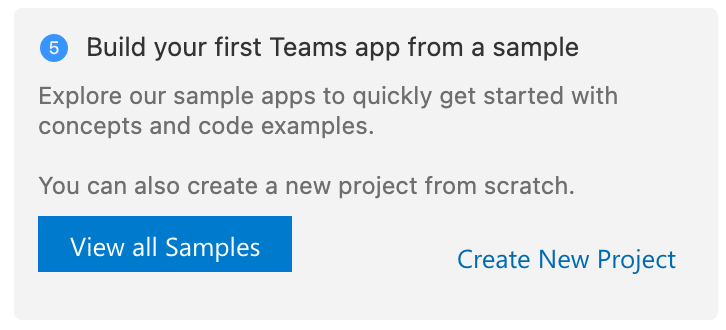 5 Build your first Teams app from a sample
Explore our sample apps to quickly get started with
concepts and code examples.
You can also create a new project from scratch.
View all Samples
Create New Project